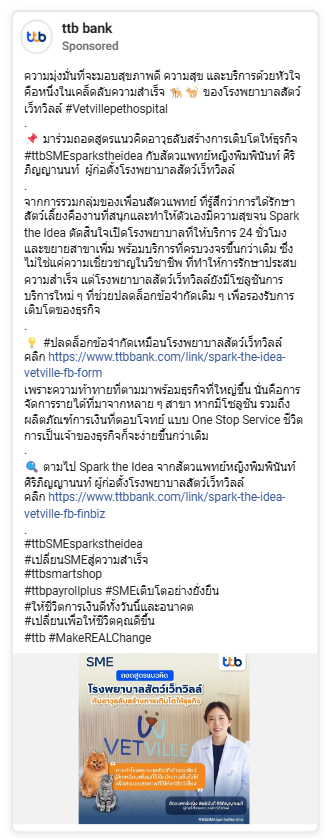 ttb bank
Sponsored
ttb
ความมุ่งมั่นที่จะมอบสุขภาพดี ความสุข และบริการด้วยหัวใจ
คือหนึ่งในเคล็ดลับความสำเร็จ 🐕 🐈 ของโรงพยาบาลสัตว์
เว็ทวิลล์ #Vetvillepethospital
.
📌 มาร่วมถอดสูตรแนวคิดอาวุธลับสร้างการเติบโตให้ธุรกิจ
#ttbSMEsparkstheidea กับสัตวแพทย์หญิงพิมพินันท์ ศิริ
ภิญญานนท์ ผู้ก่อตั้งโรงพยาบาลสัตว์เว็ทวิลล์
.
จากการรวมกลุ่มของเพื่อนสัตวแพทย์ ที่รู้สึกว่าการได้รักษา
สัตว์เลี้ยงคืองานที่สนุกและทำให้ตัวเองมีความสุขจน Spark
the Idea ตัดสินใจเปิดโรงพยาบาลที่ให้บริการ 24 ชั่วโมง
และขยายสาขาเพิ่ม พร้อมบริการที่ครบวงจรขึ้นกว่าเดิม ซึ่ง
ไม่ใช่แค่ความเชี่ยวชาญในวิชาชีพ ที่ทำให้การรักษาประสบ
ความสำเร็จ แต่โรงพยาบาลสัตว์เว็ทวิลล์ยังมีโซลูชันการ
บริการใหม่ ๆ ที่ช่วยปลดล็อกข้อจำกัดเดิม ๆ เพื่อรองรับการ
เติบโตของธุรกิจ
.
💡 #ปลดล็อกข้อจำกัดเหมือนโรงพยาบาลสัตว์เว็ทวิลล์
คลิก https://www.ttbbank.com/link/spark-the-idea-
vetville-fb-form
เพราะความท้าทายที่ตามมาพร้อมธุรกิจที่ใหญ่ขึ้น นั่นคือการ
จัดการรายได้ที่มาจากหลาย ๆ สาขา หากมีโซลูชัน รวมถึง
ผลิตภัณฑ์การเงินที่ตอบโจทย์ แบบ One Stop Service ชีวิต
การเป็นเจ้าของธุรกิจก็จะง่ายขึ้นกว่าเดิม
.
🔍 ตามไป Spark the Idea จากสัตวแพทย์หญิงพิมพินันท์
ศิริภิญญานนท์ ผู้ก่อตั้งโรงพยาบาลสัตว์เว็ทวิลล์
คลิก https://www.ttbbank.com/link/spark-the-idea-
vetville-fb-finbiz
.
#ttbSMEsparkstheidea
#เปลี่ยนSMEสู่ความสำเร็จ
#ttbsmartshop
#ttbpayrollplus #SMEเติบโตอย่างยั่งยืน
#ให้ชีวิตการเงินดีทั้งวันนี้และอนาคต
#เปลี่ยนเพื่อให้ชีวิตคุณดีขึ้น
#ttb #MakeREALChange
SME
ttb
ถอดสูตรแนวคิด
โรงพยาบาลสัตว์เว็ทวิลล์
กับอาวุธลับสร้างการเติบโตให้ธุรกิจ
VETVILLE